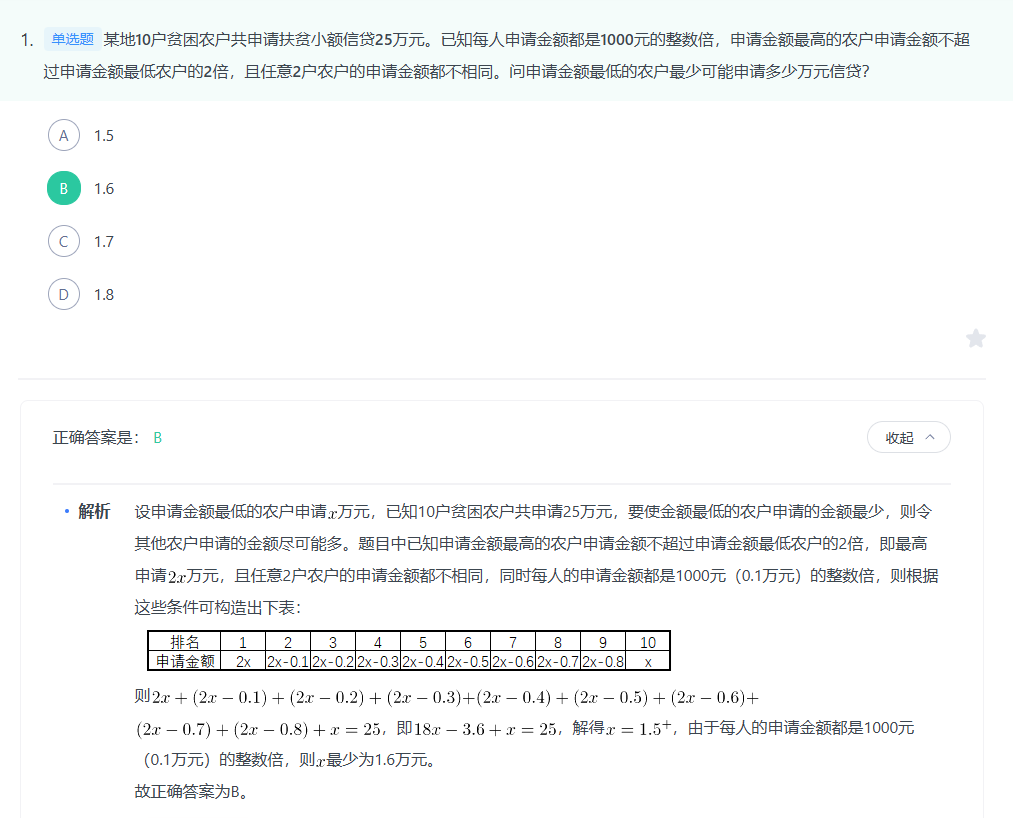 1. 单选题 某地10户贫困农户共申请扶贫小额信贷25万元。已知每人申请金额都是1000元的整数倍，申请金额最高的农户申请金额不超
过申请金额最低农户的2倍，且任意2户农户的申请金额都不相同。问申请金额最低的农户最少可能申请多少万元信贷？
A 1.5
B 1.6
C 1.7
D 1.8
正确答案是： B 收起
• 解析 设申请金额最低的农户申请x万元，已知10户贫困农户共申请25万元，要使金额最低的农户申请的金额最少，则令
其他农户申请的金额尽可能多。题目中已知申请金额最高的农户申请金额不超过申请金额最低农户的2倍，即最高
申请2x万元，且任意2户农户的申请金额都不相同，同时每人的申请金额都是1000元（0.1万元）的整数倍，则根据
这些条件可构造出下表：
排名 1 2 3 4 5 6 7 8 9 10
申请金额 2x 2x-0.1 2x-0.2 2x-0.3 2x-0.4 2x-0.5 2x-0.6 2x-0.7 2x-0.8 x
则2x + (2x − 0.1) + (2x − 0.2) + (2x − 0.3)+(2x − 0.4) + (2x − 0.5) + (2x − 0.6)+
(2x − 0.7) + (2x − 0.8) + x = 25，即18x − 3.6 + x = 25，解得x = 1.5⁺，由于每人的申请金额都是1000元
（0.1万元）的整数倍，则x最少为1.6万元。
故正确答案为B。